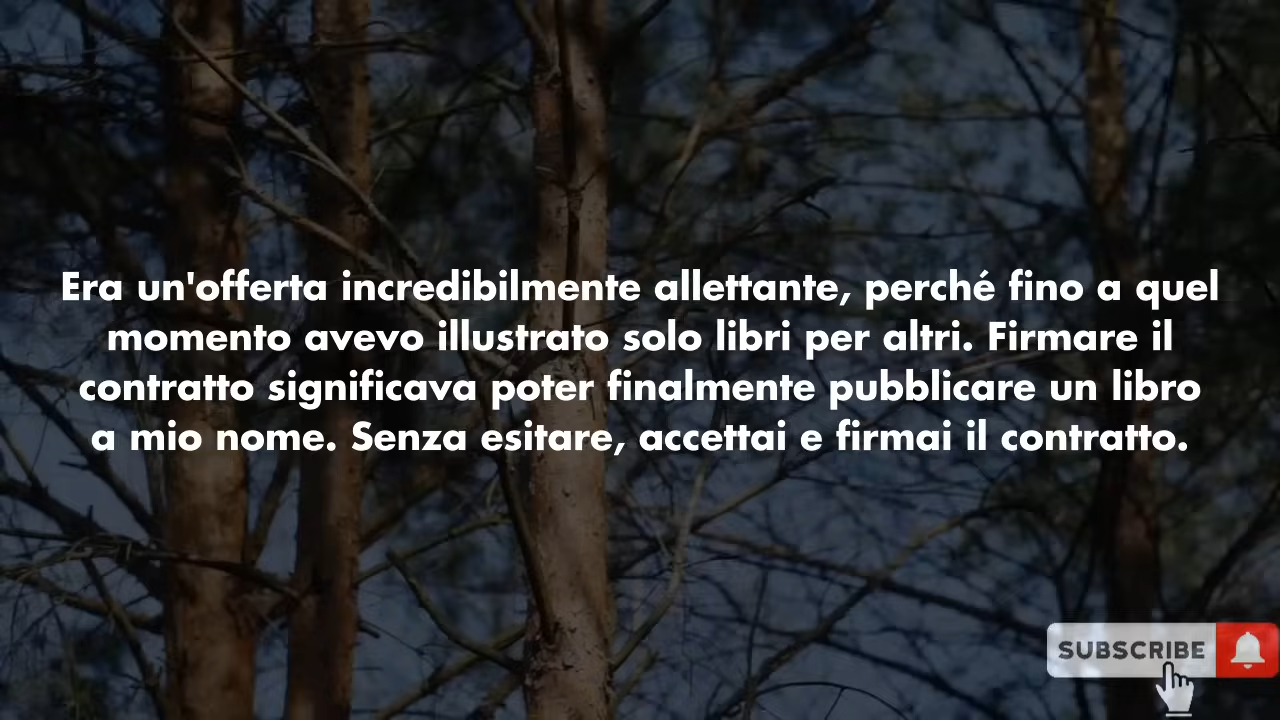 Era un'offerta incredibilmente allettante, perché fino a quel
momento avevo illustrato solo libri per altri. Firmare il
contratto significava poter finalmente pubblicare un libro
a mio nome. Senza esitare, accettai e firmai il contratto.
SUBSCRIBE